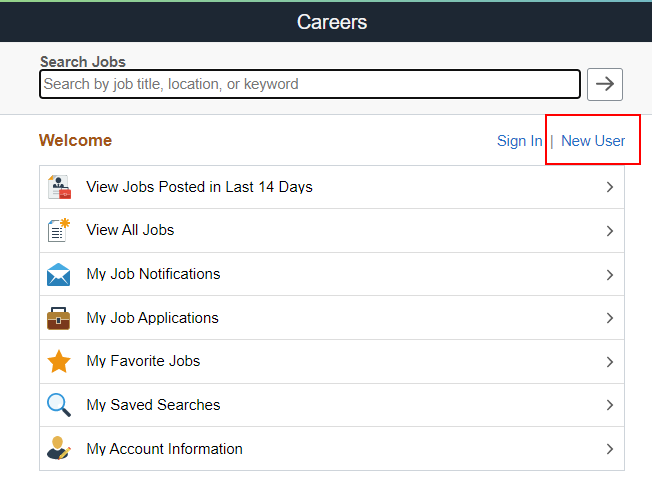 Careers
Search Jobs
Search by job title, location, or keyword
Welcome
Sign In | New User
View Jobs Posted in Last 14 Days
View All Jobs
My Job Notifications
My Job Applications
My Favorite Jobs
My Saved Searches
My Account Information